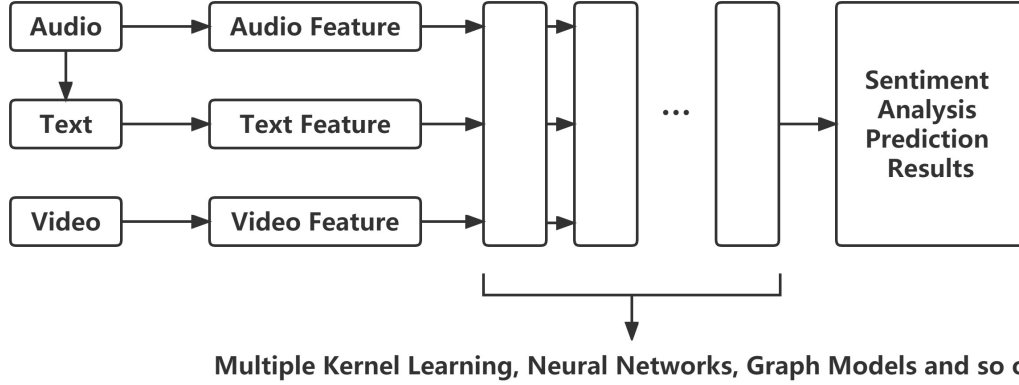 Audio
Audio Feature
Text
Text Feature
Video
Video Feature
...
Sentiment
Analysis
Prediction
Results
Multiple Kernel Learning, Neural Networks, Graph Models and so